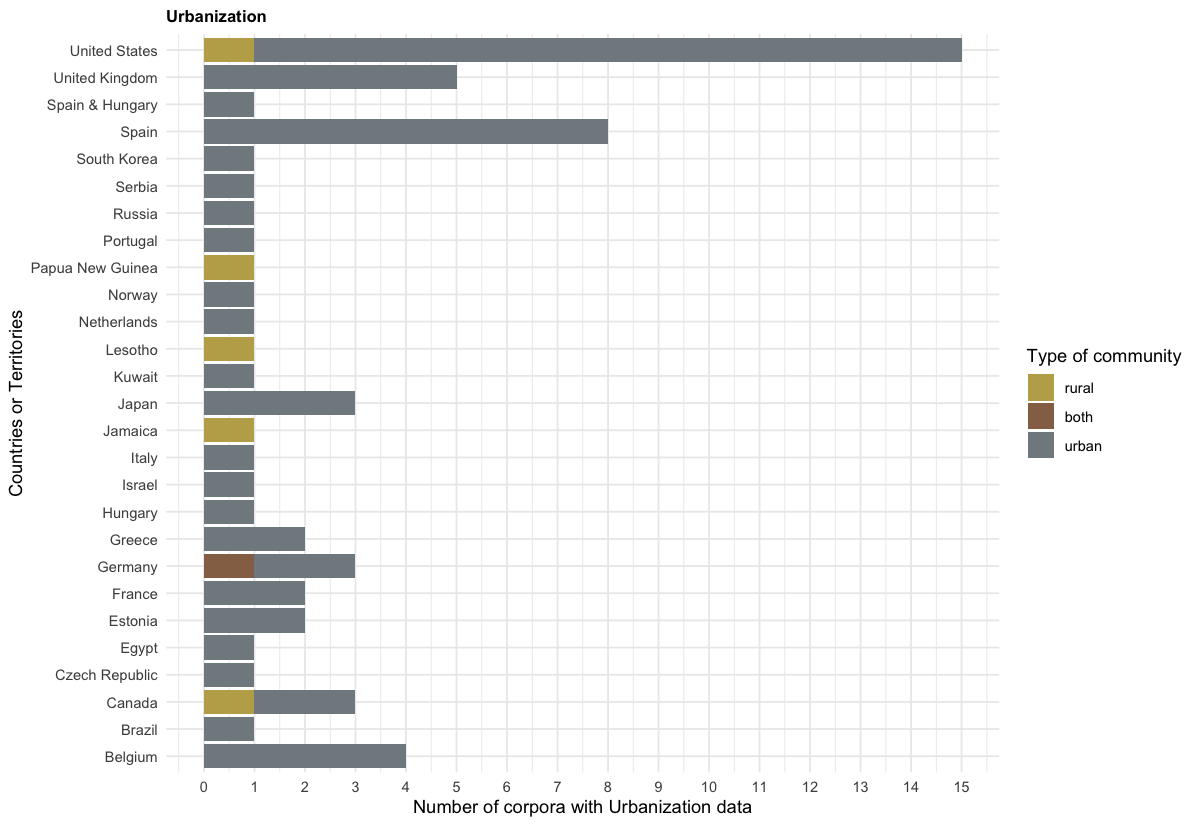 Urbanization
United States
United Kingdom
Spain & Hungary
Spain
South Korea
Serbia
Russia
Portugal
Papua New Guinea
Norway
Netherlands
Lesotho
Kuwait
Japan
Jamaica
Italy
Israel
Hungary
Greece
Germany
France
Estonia
Egypt
Czech Republic
Canada
Brazil
Belgium
Countries or Territories
0 1 2 3 4 5 6 7 8 9 10 11 12 13 14 15
Number of corpora with Urbanization data
Type of community
rural
both
urban